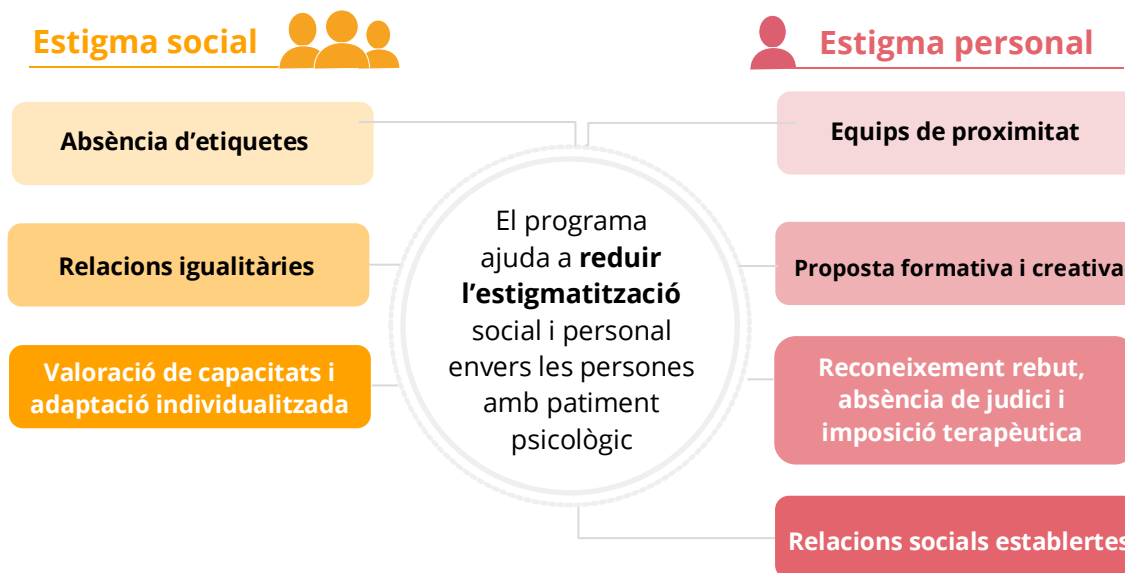 Estigma social
Estigma personal
Absència d’etiquetes
Relacions igualitàries
Valoració de capacitats i
adaptació individualitzada
El programa
ajuda a reduir
l’estigmatització
social i personal
envers les persones
amb patiment
psicològic
Equips de proximitat
Proposta formativa i creativa
Reconeixement rebut,
absència de judici i
imposició terapèutica
Relacions socials establertes